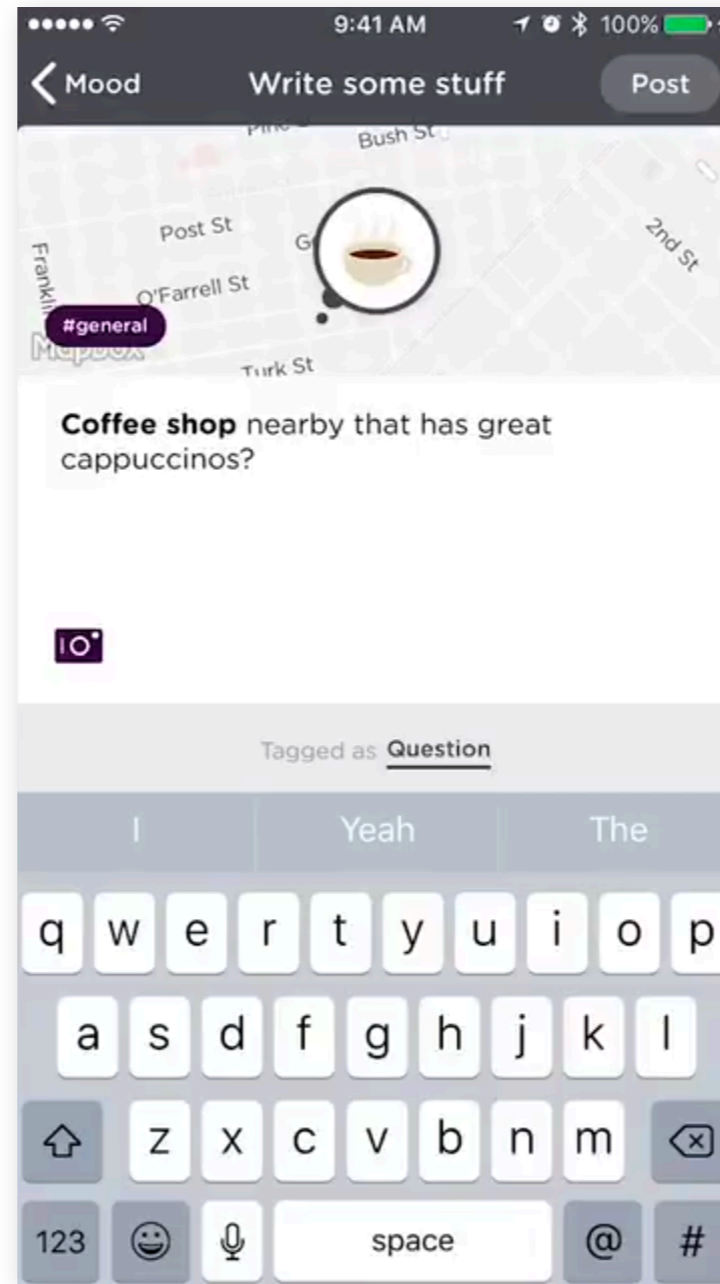 9:41 AM 100%
Mood Write some stuff Post
Bush St
Post St
2nd St
O'Farrell St
#general
Mapbox
Turk St
Coffee shop nearby that has great
cappuccinos?
Tagged as Question
I Yeah The
q w e r t y u i o p
a s d f g h j k l
z x c v b n m
123 space @ #